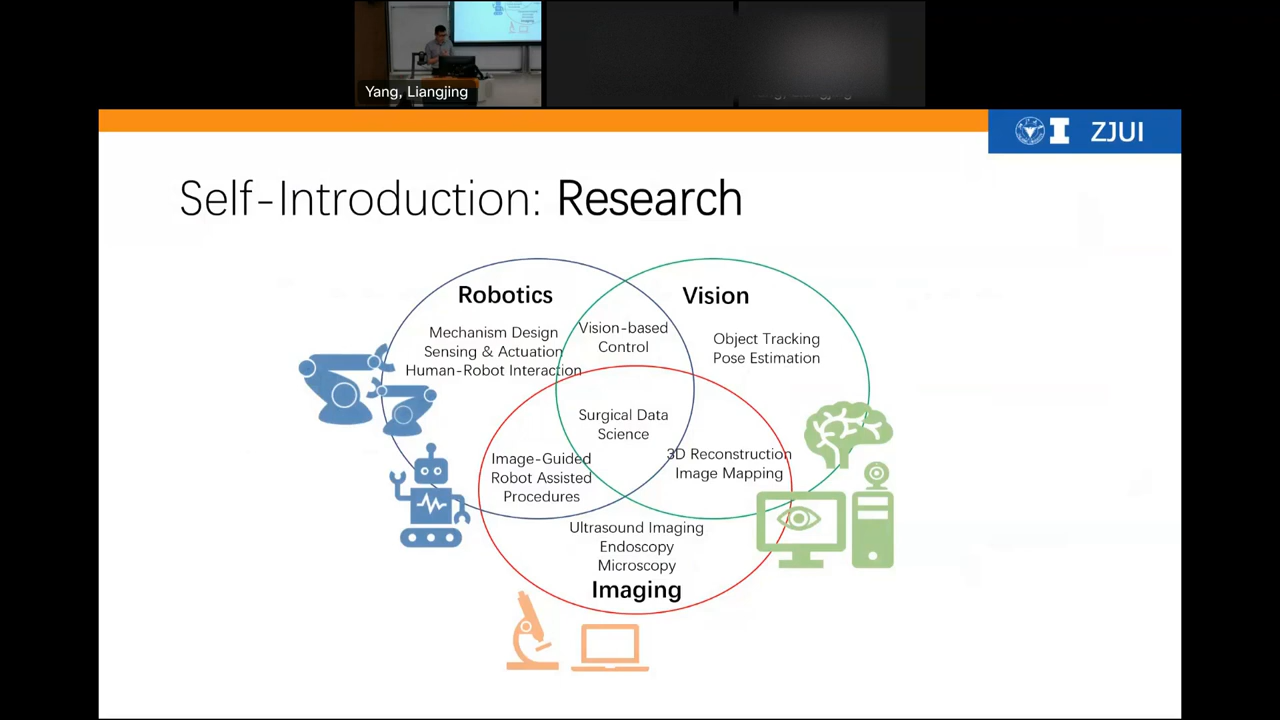 Yang, Liangjing
ZJUI
Self-Introduction: Research
Robotics
Mechanism Design
Sensing & Actuation
Human-Robot Interaction
Vision-based
Control
Vision
Object Tracking
Pose Estimation
Surgical Data
Science
Image-Guided
Robot Assisted
Procedures
3D Reconstruction
Image Mapping
Ultrasound Imaging
Endoscopy
Microscopy
Imaging